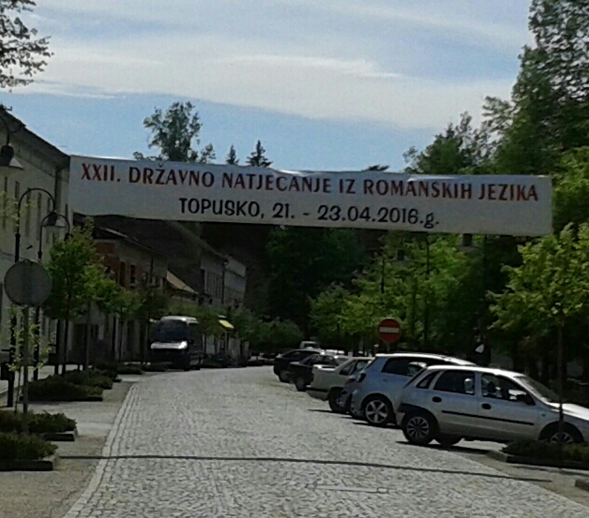 XXII. DRŽAVNO NATJECANJE IZ ROMANSKIH JEZIKA
TOPUSKO, 21. - 23.04.2016.g.